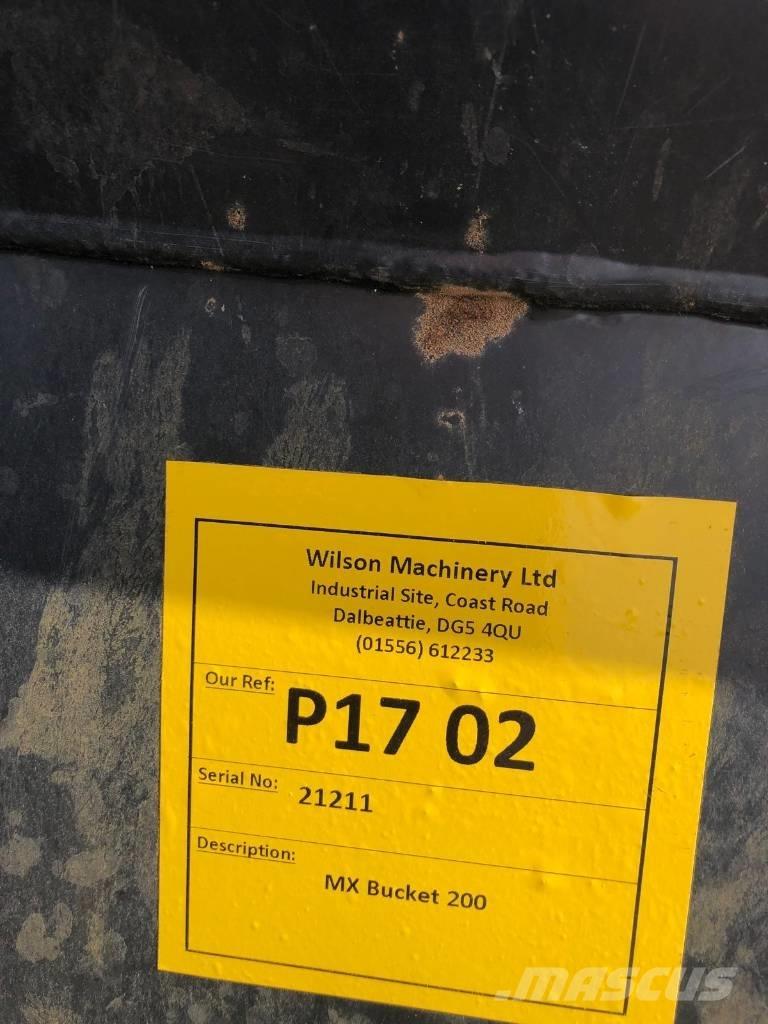 Wilson Machinery Ltd
Industrial Site, Coast Road
Dalbeattie, DG5 4QU
(01556) 612233
Our Ref: P17 02
Serial No: 21211
Description:
MX Bucket 200
MASCUS